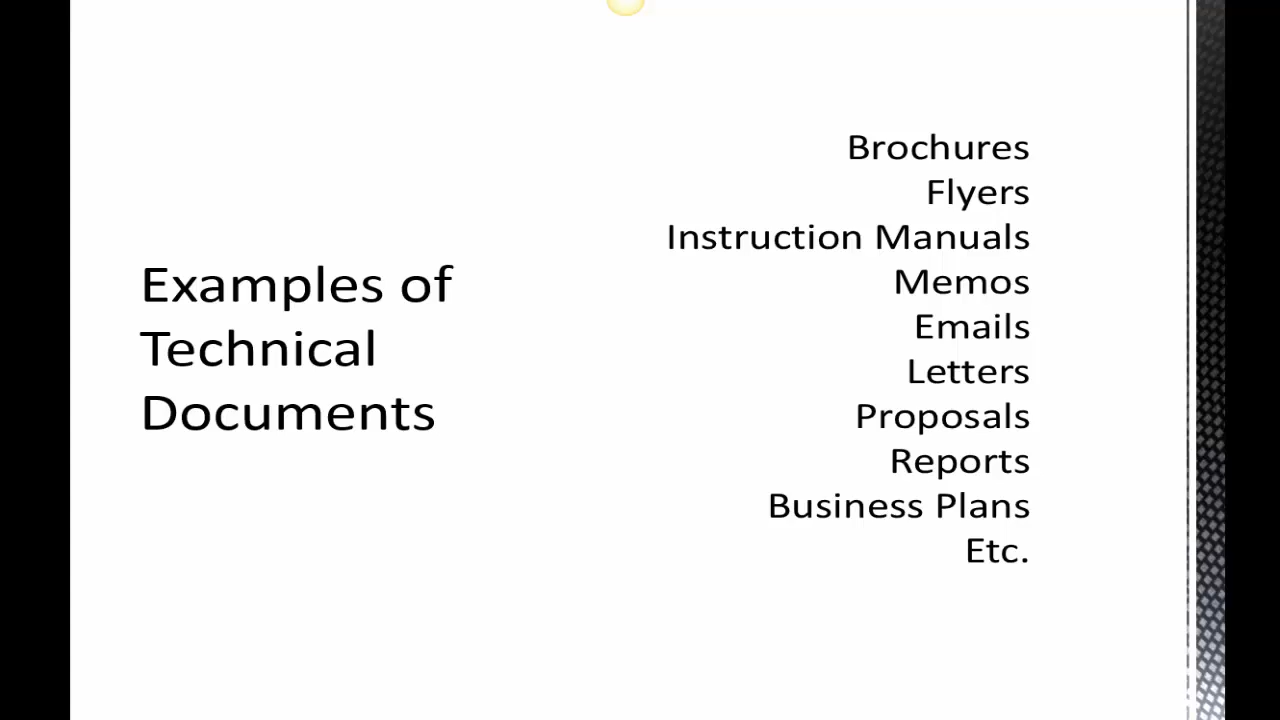 Examples of
Technical
Documents
Brochures
Flyers
Instruction Manuals
Memos
Emails
Letters
Proposals
Reports
Business Plans
Etc.